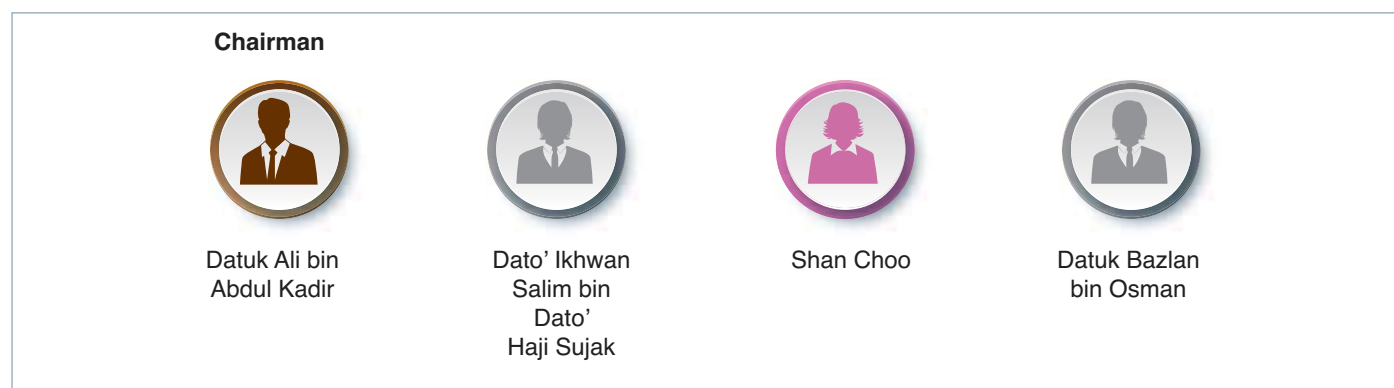 Chairman
Datuk Ali bin
Abdul Kadir
Dato’ Ikhwan
Salim bin
Dato’
Haji Sujak
Shan Choo
Datuk Bazlan
bin Osman